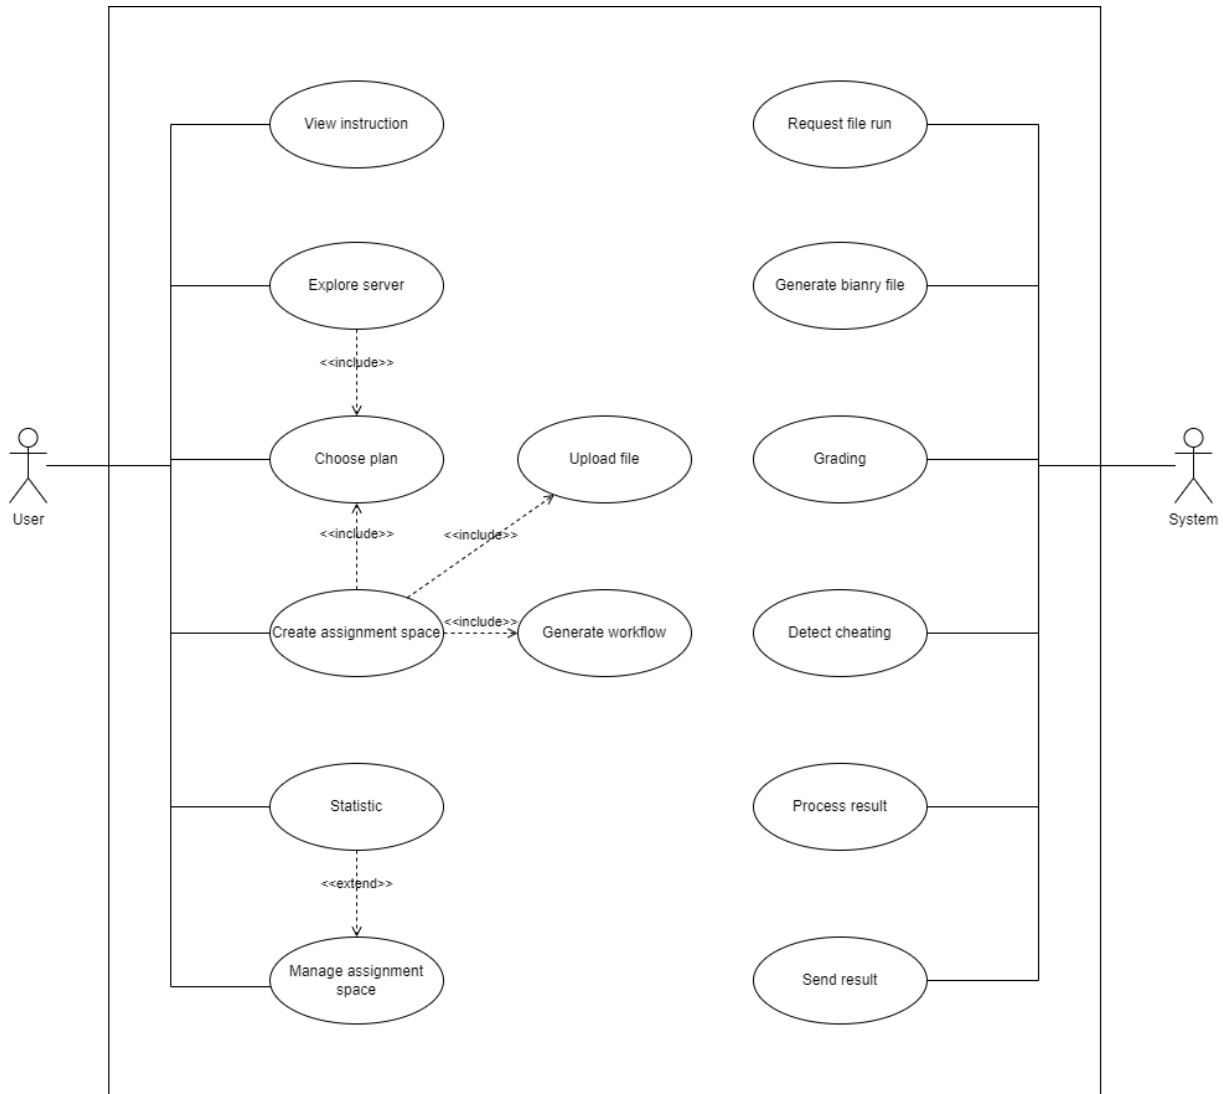 View instruction
Request file run
Explore server
Generate bianry file
<<include>>
Choose plan
Upload file
Grading
User
System
<<include>>
<<include>>
Create assignment space
<<include>>
Generate workflow
Detect cheating
Statistic
Process result
<<extend>>
Manage assignment
space
Send result